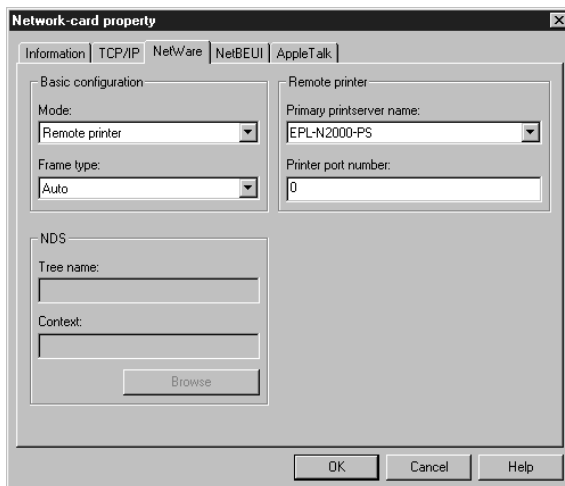 Network-card property
Information TCP/IP NetWare NetBEUI AppleTalk
Basic configuration
Mode:
Remote printer
Frame type:
Auto
Remote printer
Primary printserver name:
EPL-N2000-PS
Printer port number:
0
NDS
Tree name:
Context:
Browse
OK Cancel Help